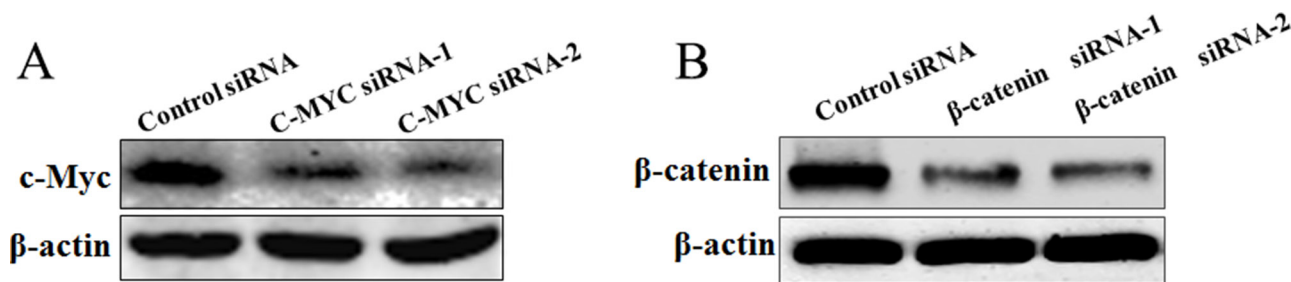 A
Control siRNA
C-MYC siRNA-1
C-MYC siRNA-2
c-Myc
β-actin
B
Control siRNA
β-catenin siRNA-1
β-catenin siRNA-2
β-catenin
β-actin